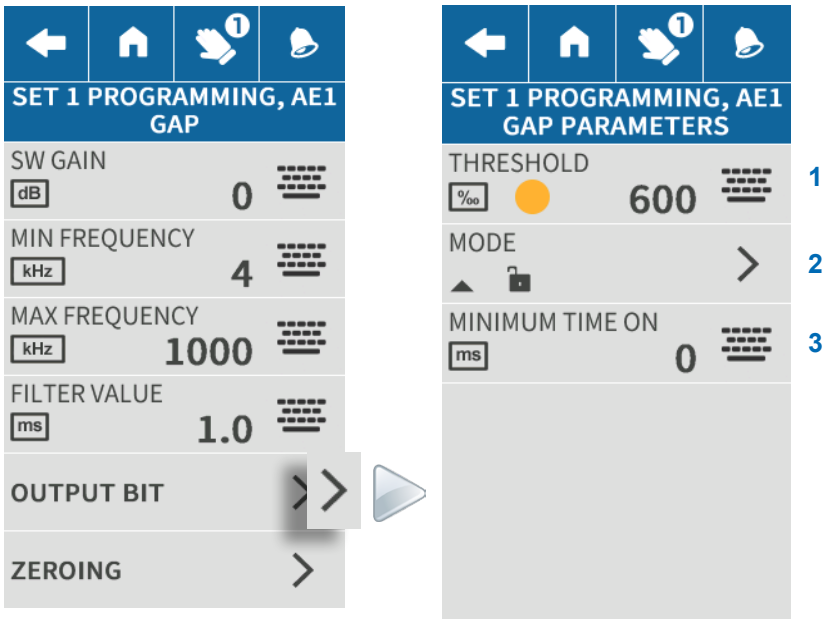 1
SET 1 PROGRAMMING, AE1
GAP
SW GAIN
dB
0
MIN FREQUENCY
kHz
4
MAX FREQUENCY
kHz
1000
FILTER VALUE
ms
1.0
OUTPUT BIT
ZEROING
1
SET 1 PROGRAMMING, AE1
GAP PARAMETERS
THRESHOLD
‰
600
1
MODE
2
MINIMUM TIME ON
ms
0
3